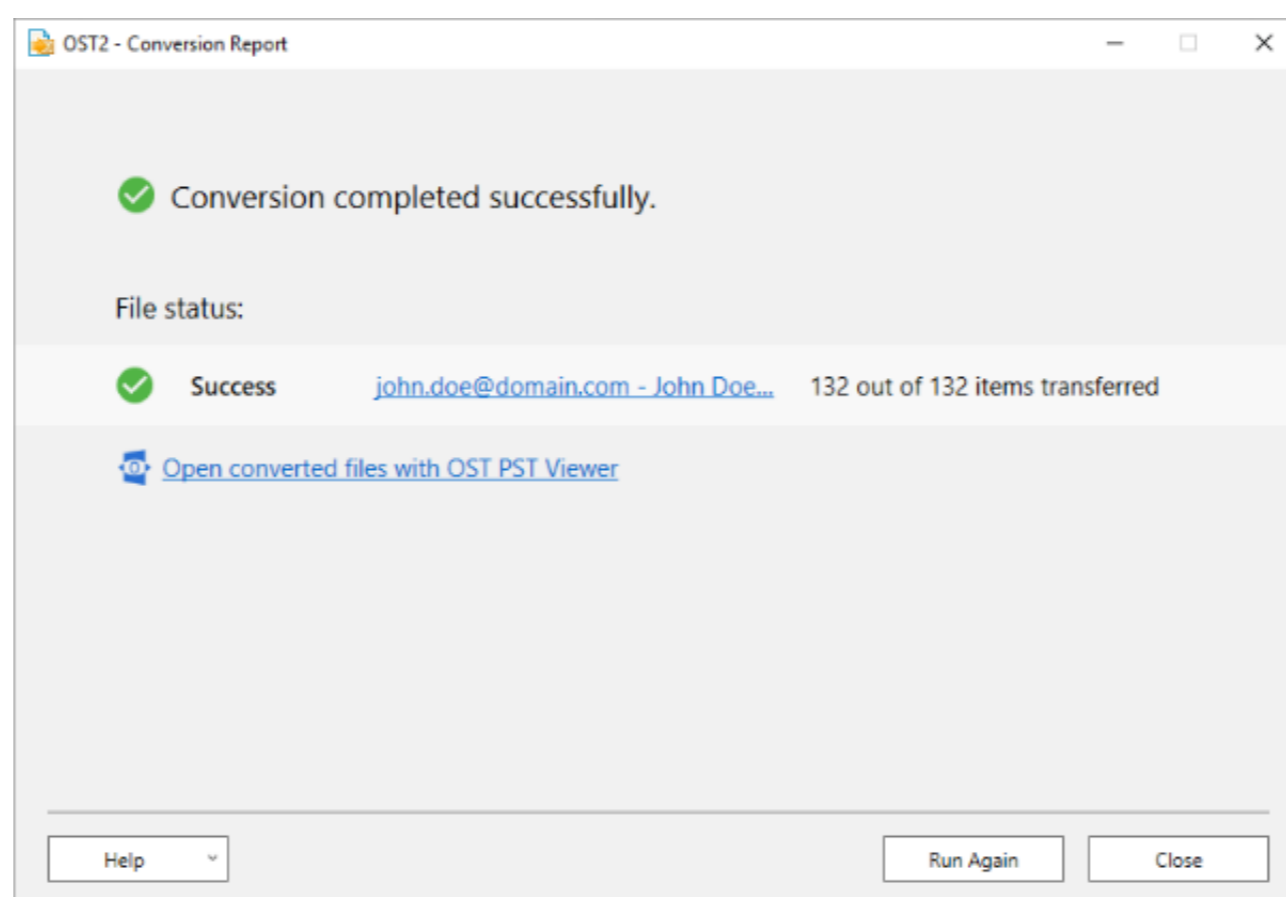 OST2 - Conversion Report
Conversion completed successfully.
File status:
Success john.doe@domain.com - John Doe... 132 out of 132 items transferred
Open converted files with OST PST Viewer
Help Run Again Close